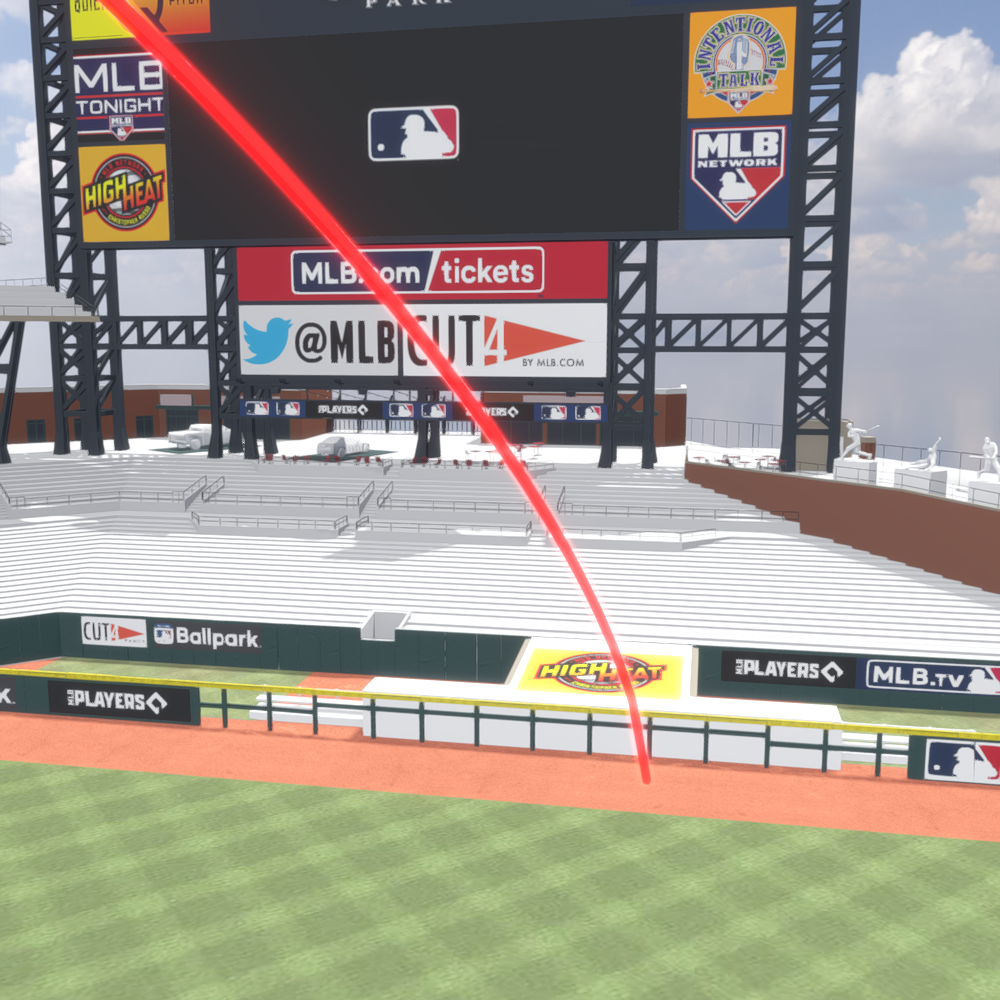 PARK
MLB
TONIGHT
MLB
INTENTIONAL
TALK
MLB
HIGH HEAT
MLB
NETWORK
MLB.com/tickets
@MLB|CUT4
BY MLB.COM
PLAYERS
PLAYERS
CUT4
Ballpark
HIGH HEAT
PLAYERS
MLB.TV
PLAYERS